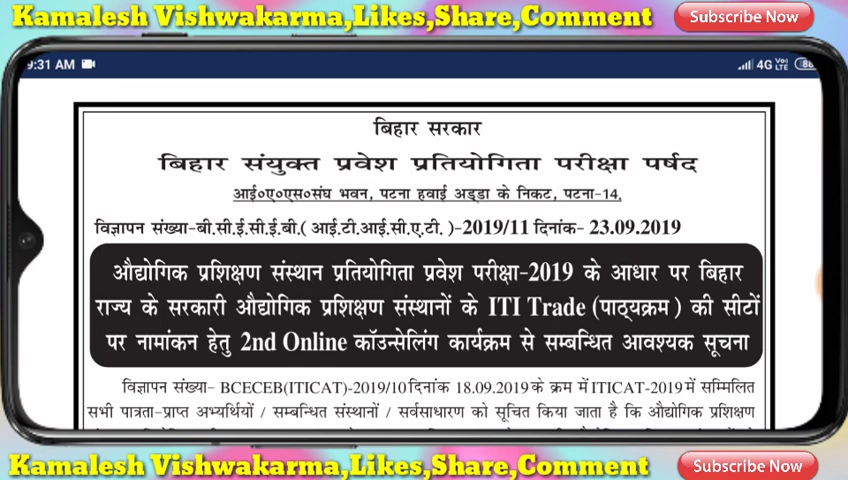 Kamalesh Vishwakarma,Likes,Share,Comment
Subscribe Now
9:31 AM
4G VoLTE 88
बिहार सरकार
बिहार संयुक्त प्रवेश प्रतियोगिता परीक्षा पर्षद
आई०ए०एस०संघ भवन, पटना हवाई अड्डा के निकट, पटना-14,
विज्ञापन संख्या-बी.सी.ई.सी.ई.बी.( आई.टी.आई.सी.ए.टी. )-2019/11 दिनांक- 23.09.2019
औद्योगिक प्रशिक्षण संस्थान प्रतियोगिता प्रवेश परीक्षा-2019 के आधार पर बिहार
राज्य के सरकारी औद्योगिक प्रशिक्षण संस्थानों के ITI Trade (पाठ्यक्रम ) की सीटों
पर नामांकन हेतु 2nd Online कॉउन्सेलिंग कार्यक्रम से सम्बन्धित आवश्यक सूचना
विज्ञापन संख्या- BCECEB(ITICAT)-2019/10 दिनांक 18.09.2019 के क्रम में ITICAT-2019 में सम्मिलित
सभी पात्रता-प्राप्त अभ्यर्थियों / सम्बन्धित संस्थानों / सर्वसाधारण को सूचित किया जाता है कि औद्योगिक प्रशिक्षण
Kamalesh Vishwakarma,Likes,Share,Comment
Subscribe Now